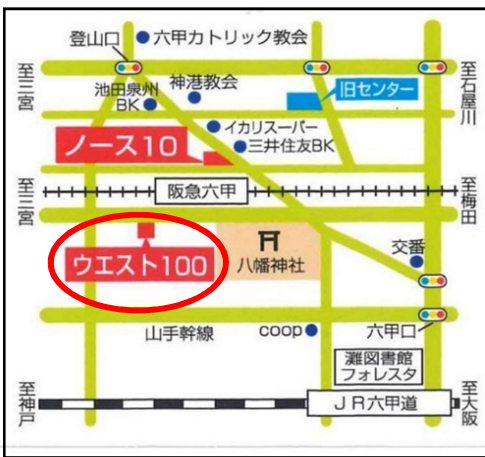 登山口
六甲カトリック教会
至三宮
至石屋川
池田泉州
BK
神港教会
旧センター
イカリスーパー
三井住友BK
ノース10
至三宮
阪急六甲
至梅田
ウエスト100
八幡神社
交番
山手幹線
coop
六甲口
灘図書館
フォレスタ
至神戸
JR六甲道
至大阪